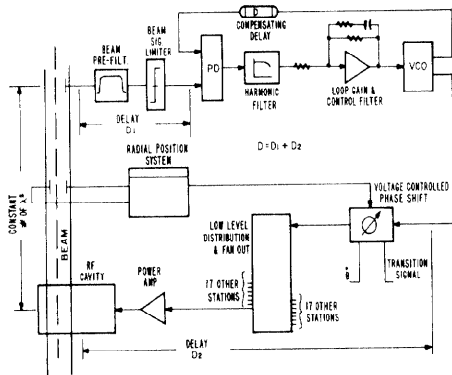 COMPENSATING
DELAY
BEAM
PRE-FILT.
BEAM
SIG.
LIMITER
PD
HARMONIC
FILTER
LOOP GAIN &
CONTROL FILTER
VCO
DELAY
D1
D = D1 + D2
RADIAL POSITION
SYSTEM
CONSTANT
# OF λ's
BEAM
VOLTAGE CONTROLLED
PHASE SHIFT
LOW LEVEL
DISTRIBUTION
& FAN OUT
TRANSITION
SIGNAL
RF
CAVITY
POWER
AMP
17 OTHER
STATIONS
17 OTHER
STATIONS
DELAY
D2